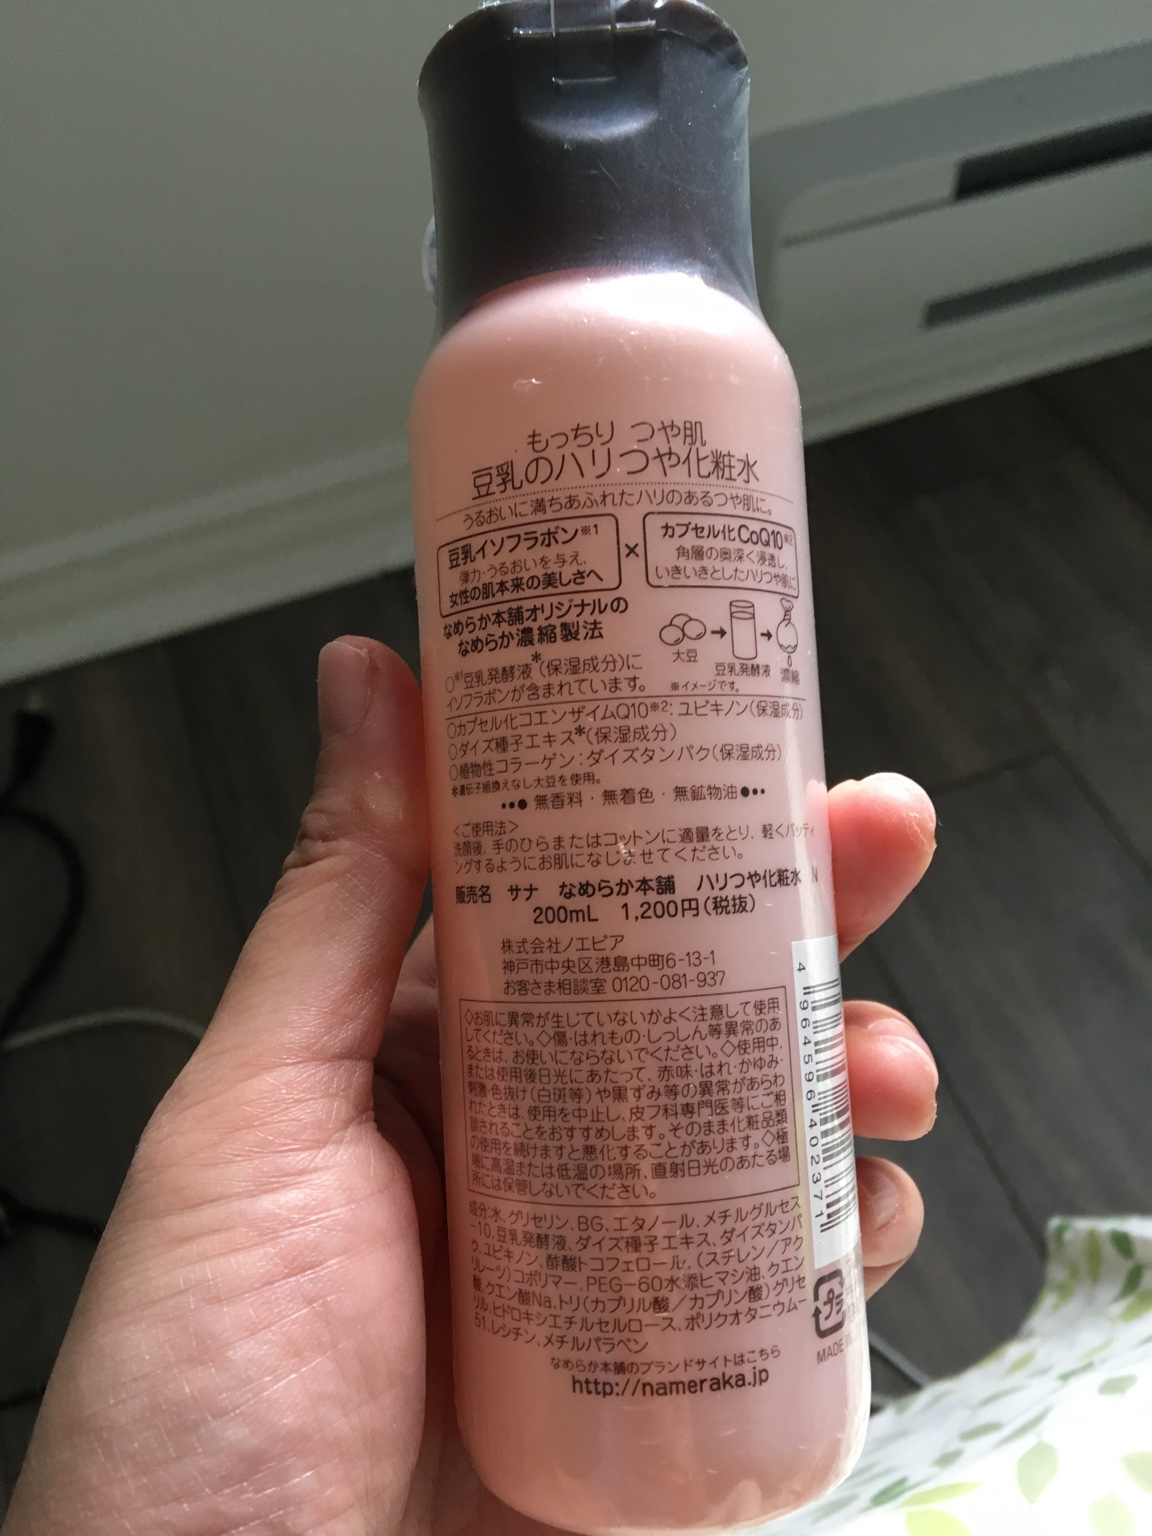 もっちり つや肌
豆乳のハリつや化粧水
うるおいに満ちあふれたハリのあるつや肌に。
豆乳イソフラボン※1
弾力・うるおいを与え、
女性の肌本来の美しさへ
×
カプセル化CoQ10※2
角層の奥深く浸透し、
いきいきとしたハリつや肌に
なめらか本舗オリジナルの
なめらか濃縮製法
大豆
豆乳発酵液
濃縮
※イメージです。
○※1豆乳発酵液*(保湿成分)に
イソフラボンが含まれています。
○カプセル化コエンザイムQ10※2:ユビキノン(保湿成分)
○ダイズ種子エキス*(保湿成分)
○植物性コラーゲン:ダイズタンパク(保湿成分)
*遺伝子組換えなし大豆を使用。
••● 無香料・無着色・無鉱物油●••
<ご使用法>
洗顔後、手のひらまたはコットンに適量をとり、軽くパッティ
ングするようにお肌になじませてください。
販売名 サナ なめらか本舗 ハリつや化粧水 N
200mL 1,200円(税抜)
株式会社ノエビア
神戸市中央区港島中町6-13-1
お客さま相談室 0120-081-937
◇お肌に異常が生じていないかよく注意して使用
してください。◇傷・はれもの・しっしん等異常のあ
るときは、お使いにならないでください。◇使用中、
または使用後日光にあたって、赤味・はれ・かゆみ・
刺激・色抜け(白斑等)や黒ずみ等の異常があらわ
れたときは、使用を中止し、皮フ科専門医等にご相
談されることをおすすめします。そのまま化粧品類
の使用を続けますと悪化することがあります。◇極
端に高温または低温の場所、直射日光のあたる場
所には保管しないでください。
成分:水、グリセリン、BG、エタノール、メチルグルセス
-10、豆乳発酵液、ダイズ種子エキス、ダイズタンパ
ク、ユビキノン、酢酸トコフェロール、(スチレン/アク
リレーツ)コポリマー、PEG-60水添ヒマシ油、クエン
酸、クエン酸Na、トリ(カプリル酸/カプリン酸)グリセ
リル、ヒドロキシエチルセルロース、ポリクオタニウム-
51、レシチン、メチルパラベン
なめらか本舗のブランドサイトはこちら
http://nameraka.jp
4 964596 402371
プ
MADE